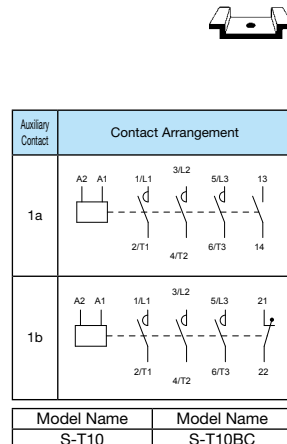 Auxiliary Contact
Contact Arrangement
1a
A2 A1 1/L1 3/L2 5/L3 13
2/T1 4/T2 6/T3 14
1b
A2 A1 1/L1 3/L2 5/L3 21
2/T1 4/T2 6/T3 22
Model Name Model Name
S-T10 S-T10BC